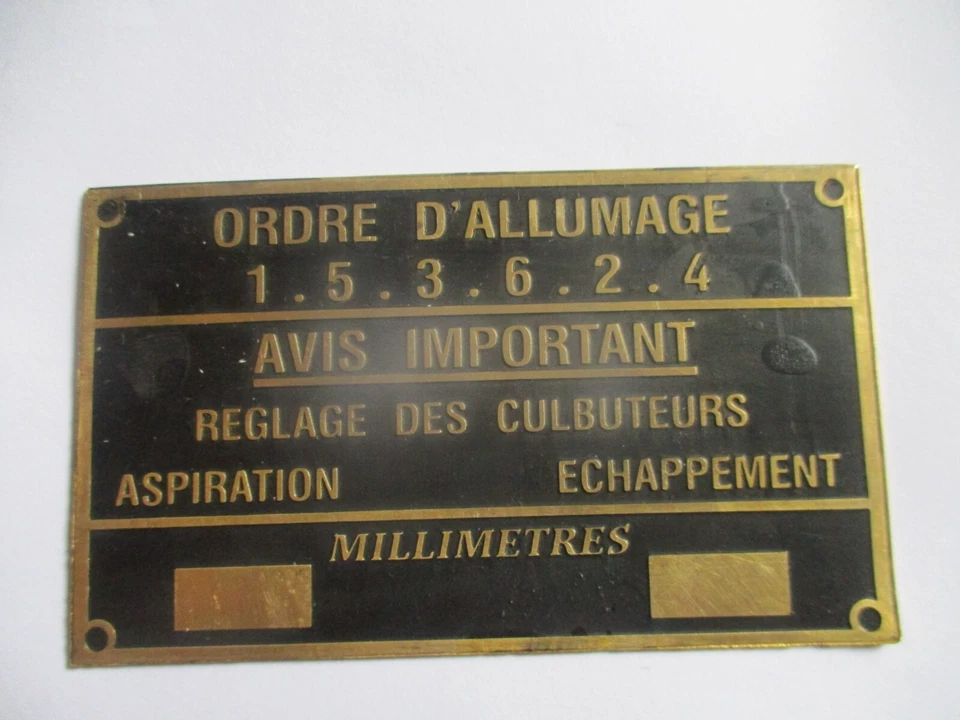 ORDRE D'ALLUMAGE
1.5.3.6.2.4
AVIS IMPORTANT
REGLAGE DES CULBUTEURS
ASPIRATION ECHAPPEMENT
MILLIMETRES